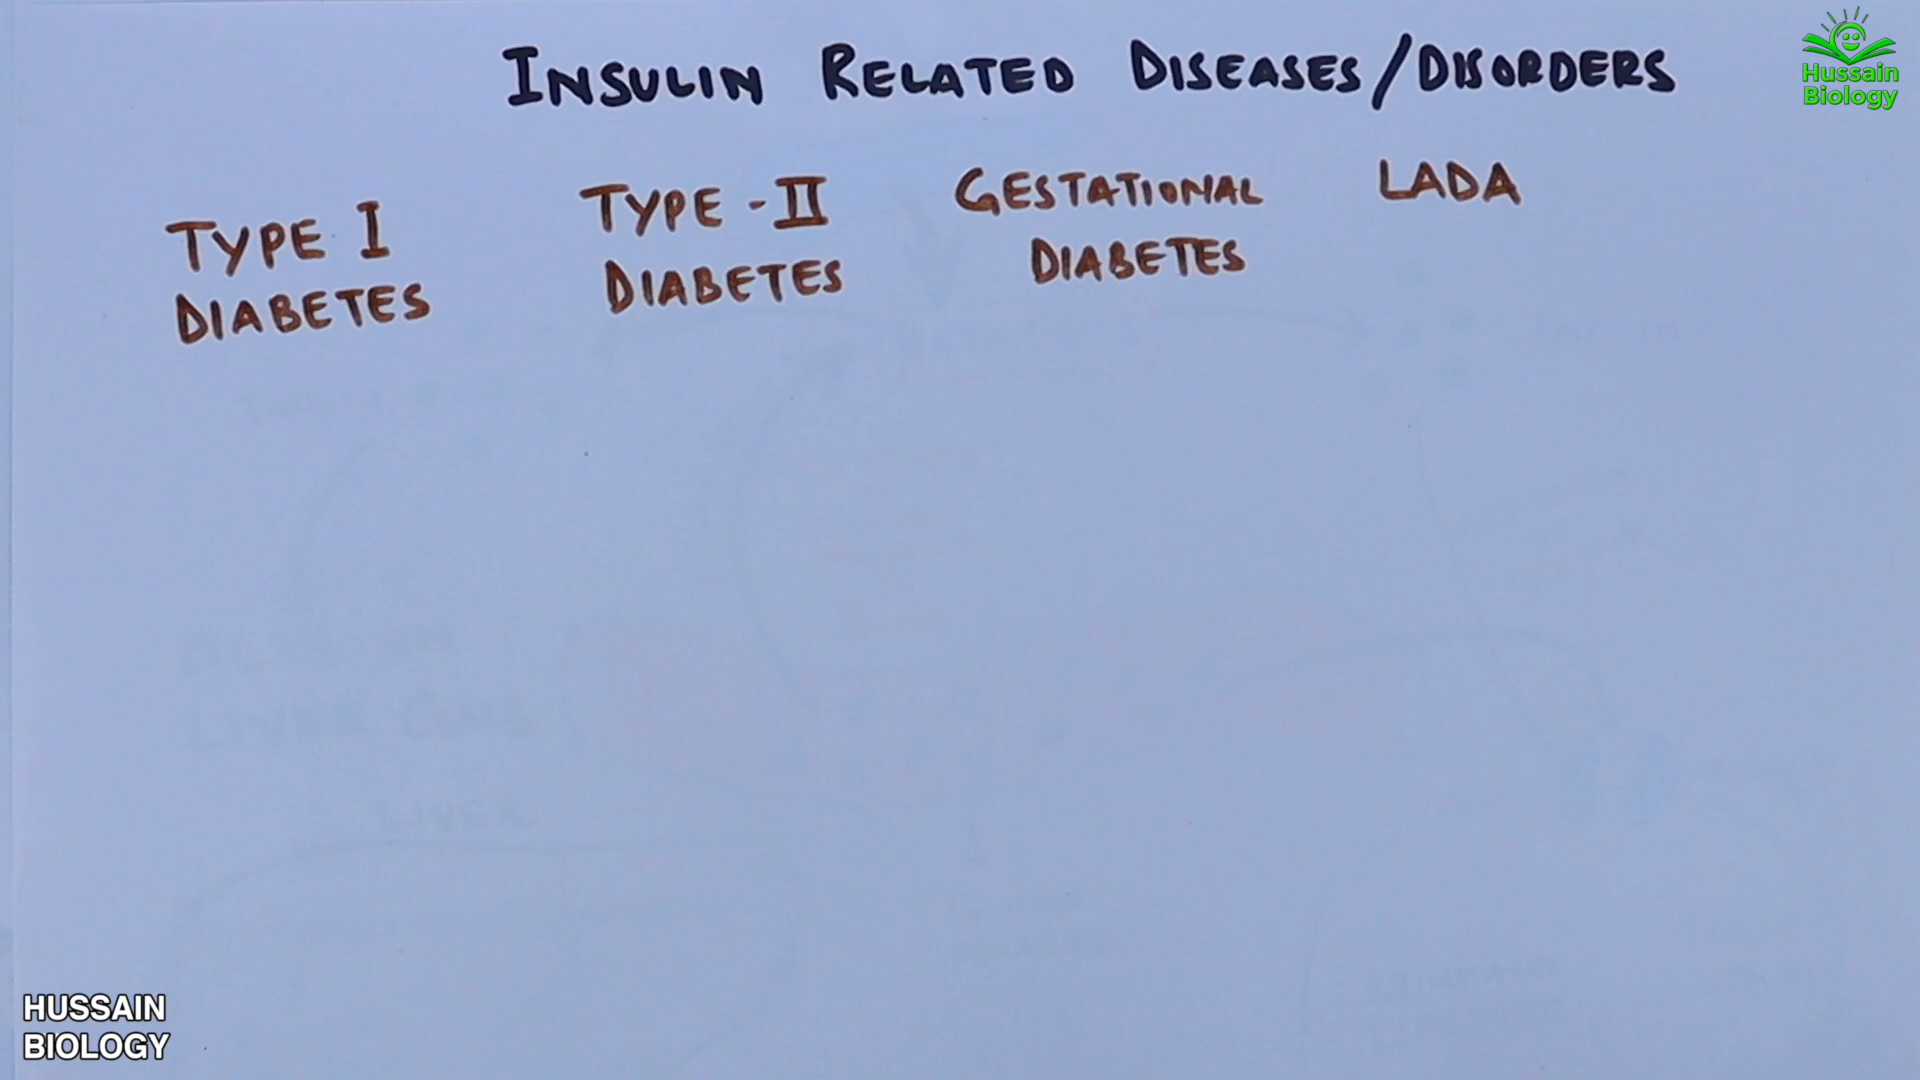 INSULIN RELATED DISEASES/DISORDERS
TYPE I
DIABETES
TYPE-II
DIABETES
GESTATIONAL
DIABETES
LADA
Hussain
Biology
HUSSAIN
BIOLOGY